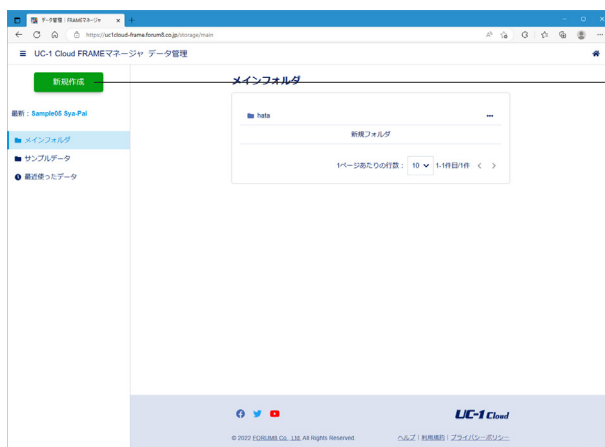 データ管理 : FRAMEマネージャ
https://uc1cloud-frame.forum8.co.jp/storage/main
UC-1 Cloud FRAMEマネージャ データ管理
新規作成
最新 : Sample05 Sya-Pai
メインフォルダ
サンプルデータ
最近使ったデータ
メインフォルダ
hata
新規フォルダ
1ページあたりの行数 : 10 1-1件目/1件
UC-1 Cloud
© 2022 FORUM8 Co., Ltd. All Rights Reserved
ヘルプ | 利用規約 | プライバシーポリシー